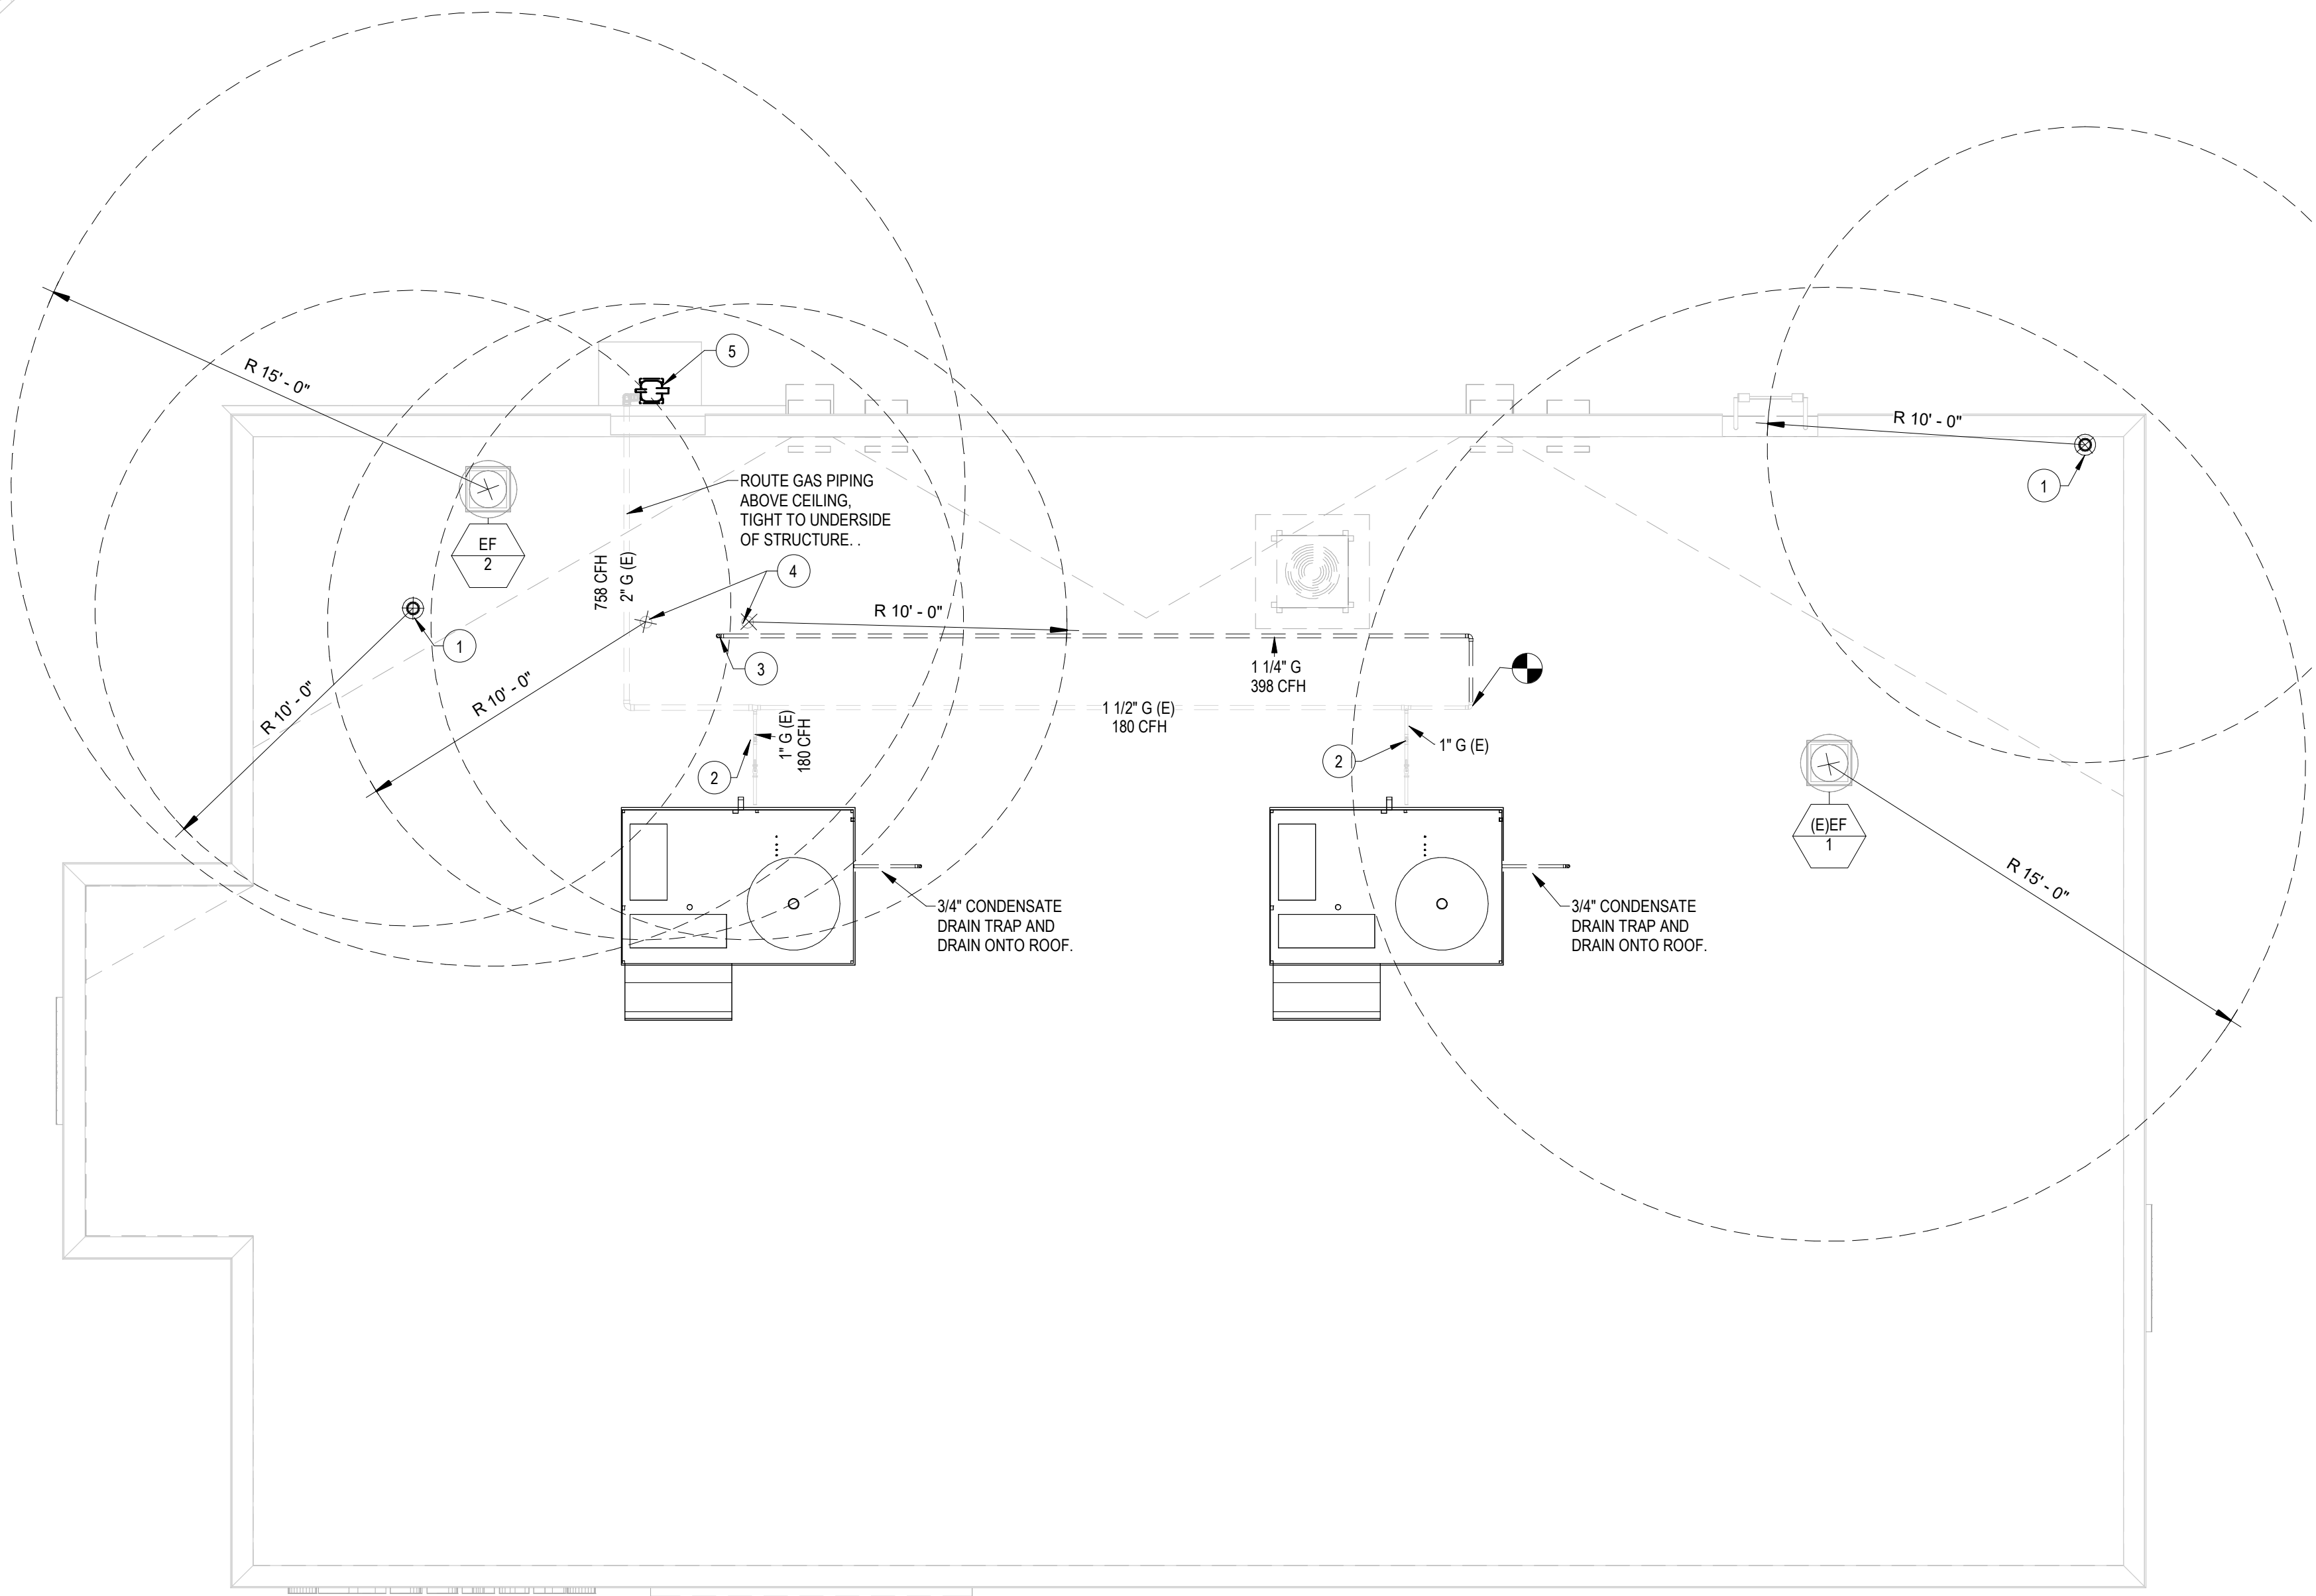 R 15' - 0"
5
R 10' - 0"
1
ROUTE GAS PIPING
ABOVE CEILING,
TIGHT TO UNDERSIDE
OF STRUCTURE. .
EF
2
758 CFH
2" G (E)
4
R 10' - 0"
1
3
R 10' - 0"
R 10' - 0"
1 1/4" G
398 CFH
1 1/2" G (E)
180 CFH
1" G (E)
180 CFH
2
2
1" G (E)
(E)EF
1
R 15' - 0"
3/4" CONDENSATE
DRAIN TRAP AND
DRAIN ONTO ROOF.
3/4" CONDENSATE
DRAIN TRAP AND
DRAIN ONTO ROOF.